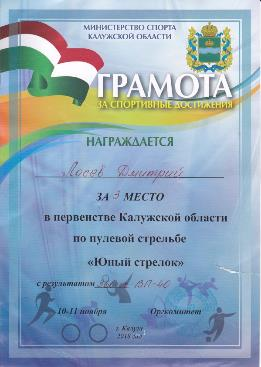 МИНИСТЕРСТВО СПОРТА
КАЛУЖСКОЙ ОБЛАСТИ
ГРАМОТА
ЗА СПОРТИВНЫЕ ДОСТИЖЕНИЯ
НАГРАЖДАЕТСЯ
Лосев Дмитрий
ЗА 3 МЕСТО
в первенстве Калужской области
по пулевой стрельбе
«Юный стрелок»
с результатом ВП-40
10-11 ноября Оргкомитет
г. Калуга
2018 год